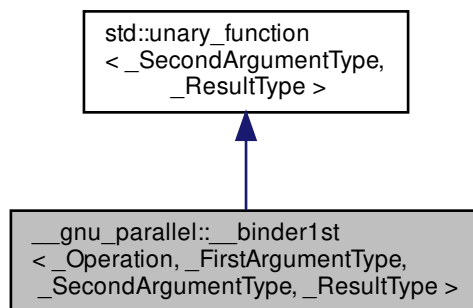 std::unary_function
< _SecondArgumentType,
_ResultType >
__gnu_parallel::__binder1st
< _Operation, _FirstArgumentType,
_SecondArgumentType, _ResultType >